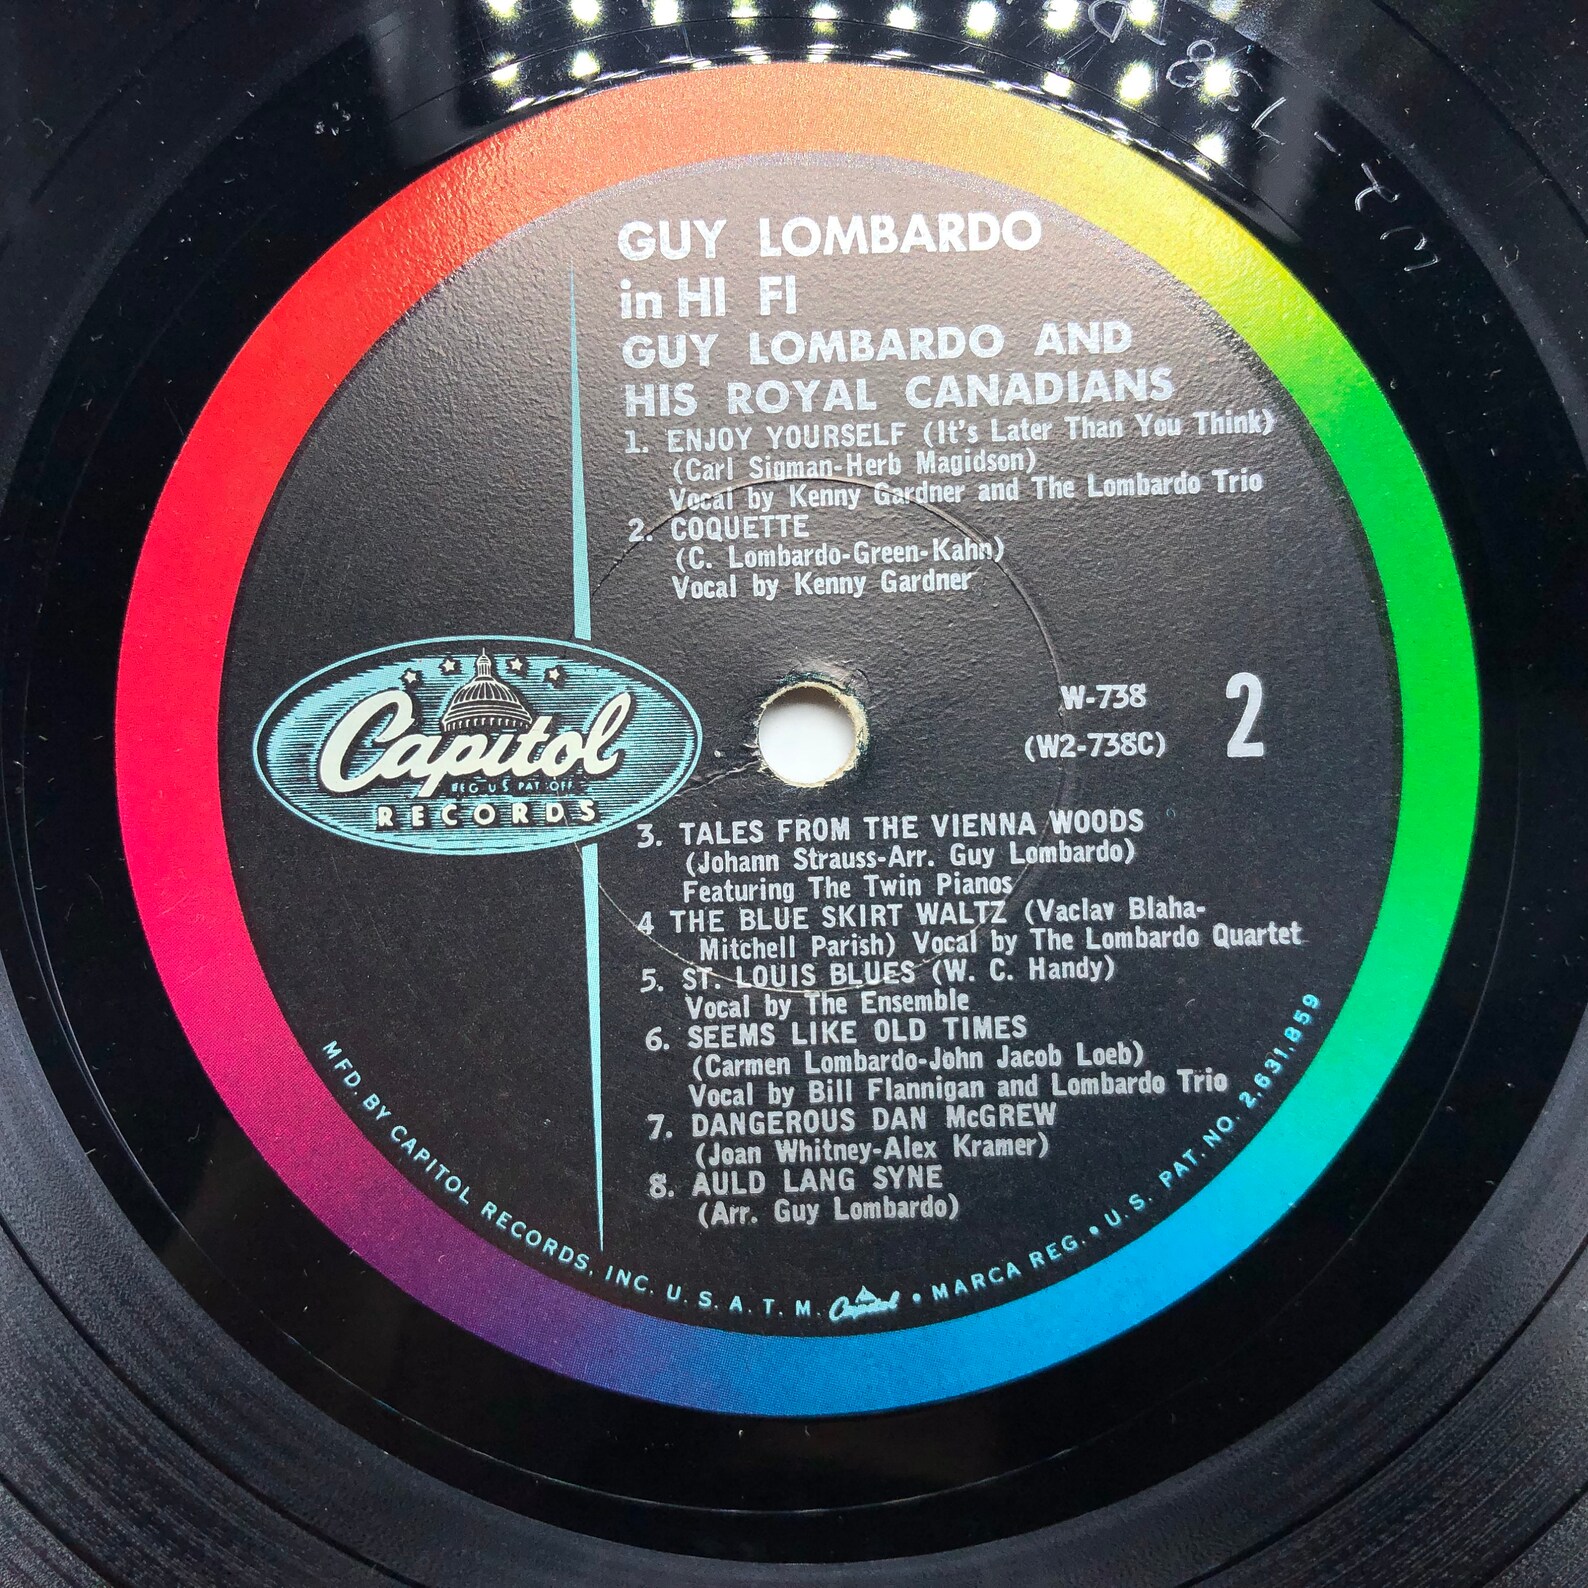 GUY LOMBARDO
in HI FI
GUY LOMBARDO AND
HIS ROYAL CANADIANS
1. ENJOY YOURSELF (It's Later Than You Think)
(Carl Sigman-Herb Magidson)
Vocal by Kenny Gardner and The Lombardo Trio
2. COQUETTE
(C. Lombardo-Green-Kahn)
Vocal by Kenny Gardner
Capitol
REG. U.S. PAT. OFF.
RECORDS
W-738
(W2-738C)
2
3. TALES FROM THE VIENNA WOODS
(Johann Strauss-Arr. Guy Lombardo)
Featuring The Twin Pianos
4 THE BLUE SKIRT WALTZ (Vaclav Blaha-
Mitchell Parish) Vocal by The Lombardo Quartet
5. ST. LOUIS BLUES (W. C. Handy)
Vocal by The Ensemble
6. SEEMS LIKE OLD TIMES
(Carmen Lombardo-John Jacob Loeb)
Vocal by Bill Flannigan and Lombardo Trio
7. DANGEROUS DAN McGREW
(Joan Whitney-Alex Kramer)
8. AULD LANG SYNE
(Arr. Guy Lombardo)
MFD. BY CAPITOL RECORDS, INC. U. S. A. T. M. Capitol • MARCA REG. • U. S. PAT. NO. 2,631,859